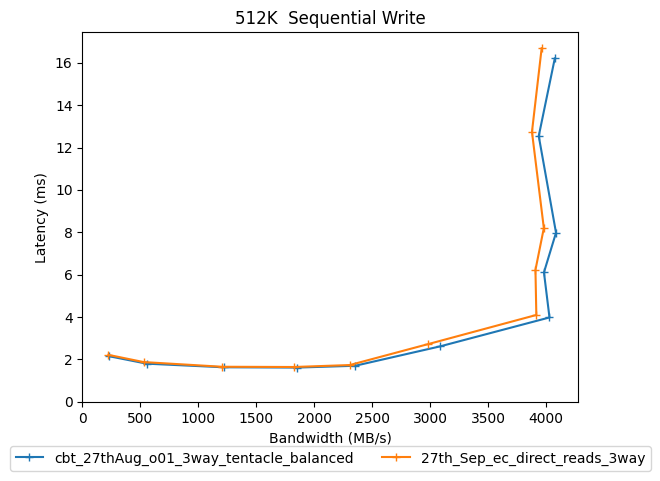 512K  Sequential Write
16
14
12
10
8
6
4
2
0
Latency (ms)
0 500 1000 1500 2000 2500 3000 3500 4000
Bandwidth (MB/s)
cbt_27thAug_o01_3way_tentacle_balanced 27th_Sep_ec_direct_reads_3way